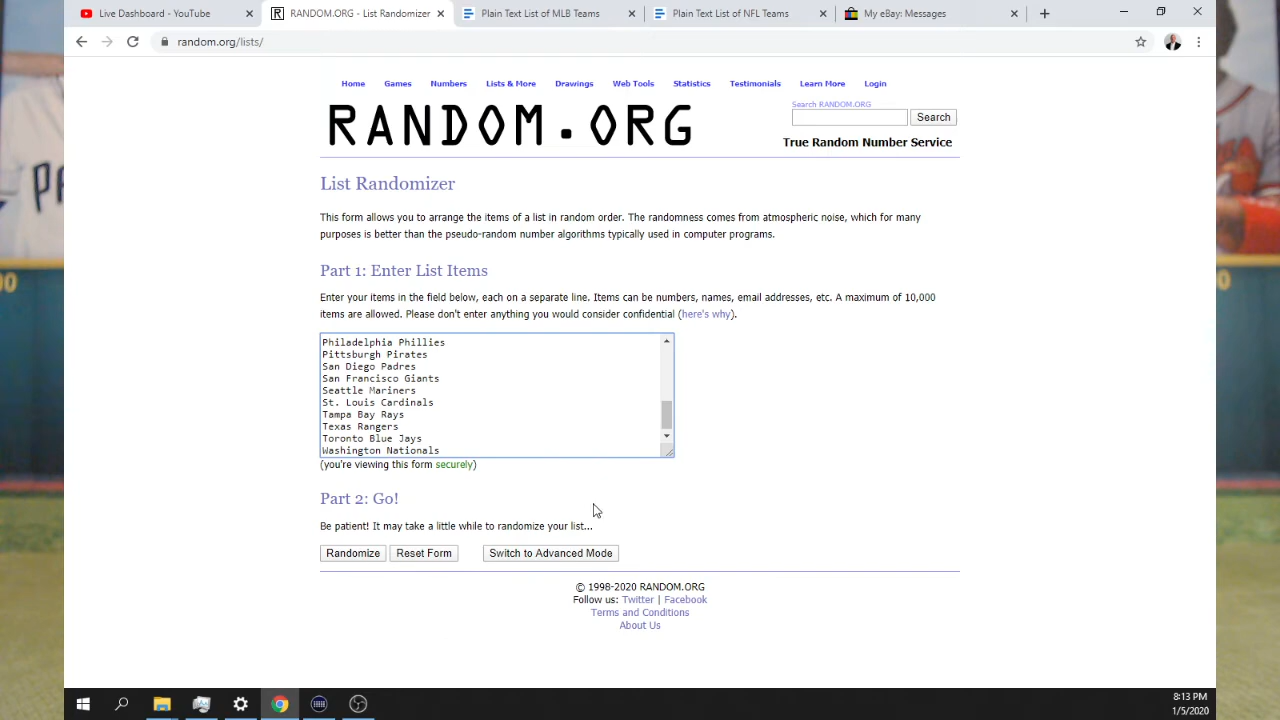 Live Dashboard - YouTube
RANDOM.ORG - List Randomizer
Plain Text List of MLB Teams
Plain Text List of NFL Teams
My eBay: Messages
random.org/lists/
Home Games Numbers Lists & More Drawings Web Tools Statistics Testimonials Learn More Login
RANDOM.ORG
Search RANDOM.ORG
Search
True Random Number Service
List Randomizer
This form allows you to arrange the items of a list in random order. The randomness comes from atmospheric noise, which for many
purposes is better than the pseudo-random number algorithms typically used in computer programs.
Part 1: Enter List Items
Enter your items in the field below, each on a separate line. Items can be numbers, names, email addresses, etc. A maximum of 10,000
items are allowed. Please don't enter anything you would consider confidential (here's why).
Philadelphia Phillies
Pittsburgh Pirates
San Diego Padres
San Francisco Giants
Seattle Mariners
St. Louis Cardinals
Tampa Bay Rays
Texas Rangers
Toronto Blue Jays
Washington Nationals
(you're viewing this form securely)
Part 2: Go!
Be patient! It may take a little while to randomize your list...
Randomize Reset Form Switch to Advanced Mode
© 1998-2020 RANDOM.ORG
Follow us: Twitter | Facebook
Terms and Conditions
About Us
8:13 PM
1/5/2020